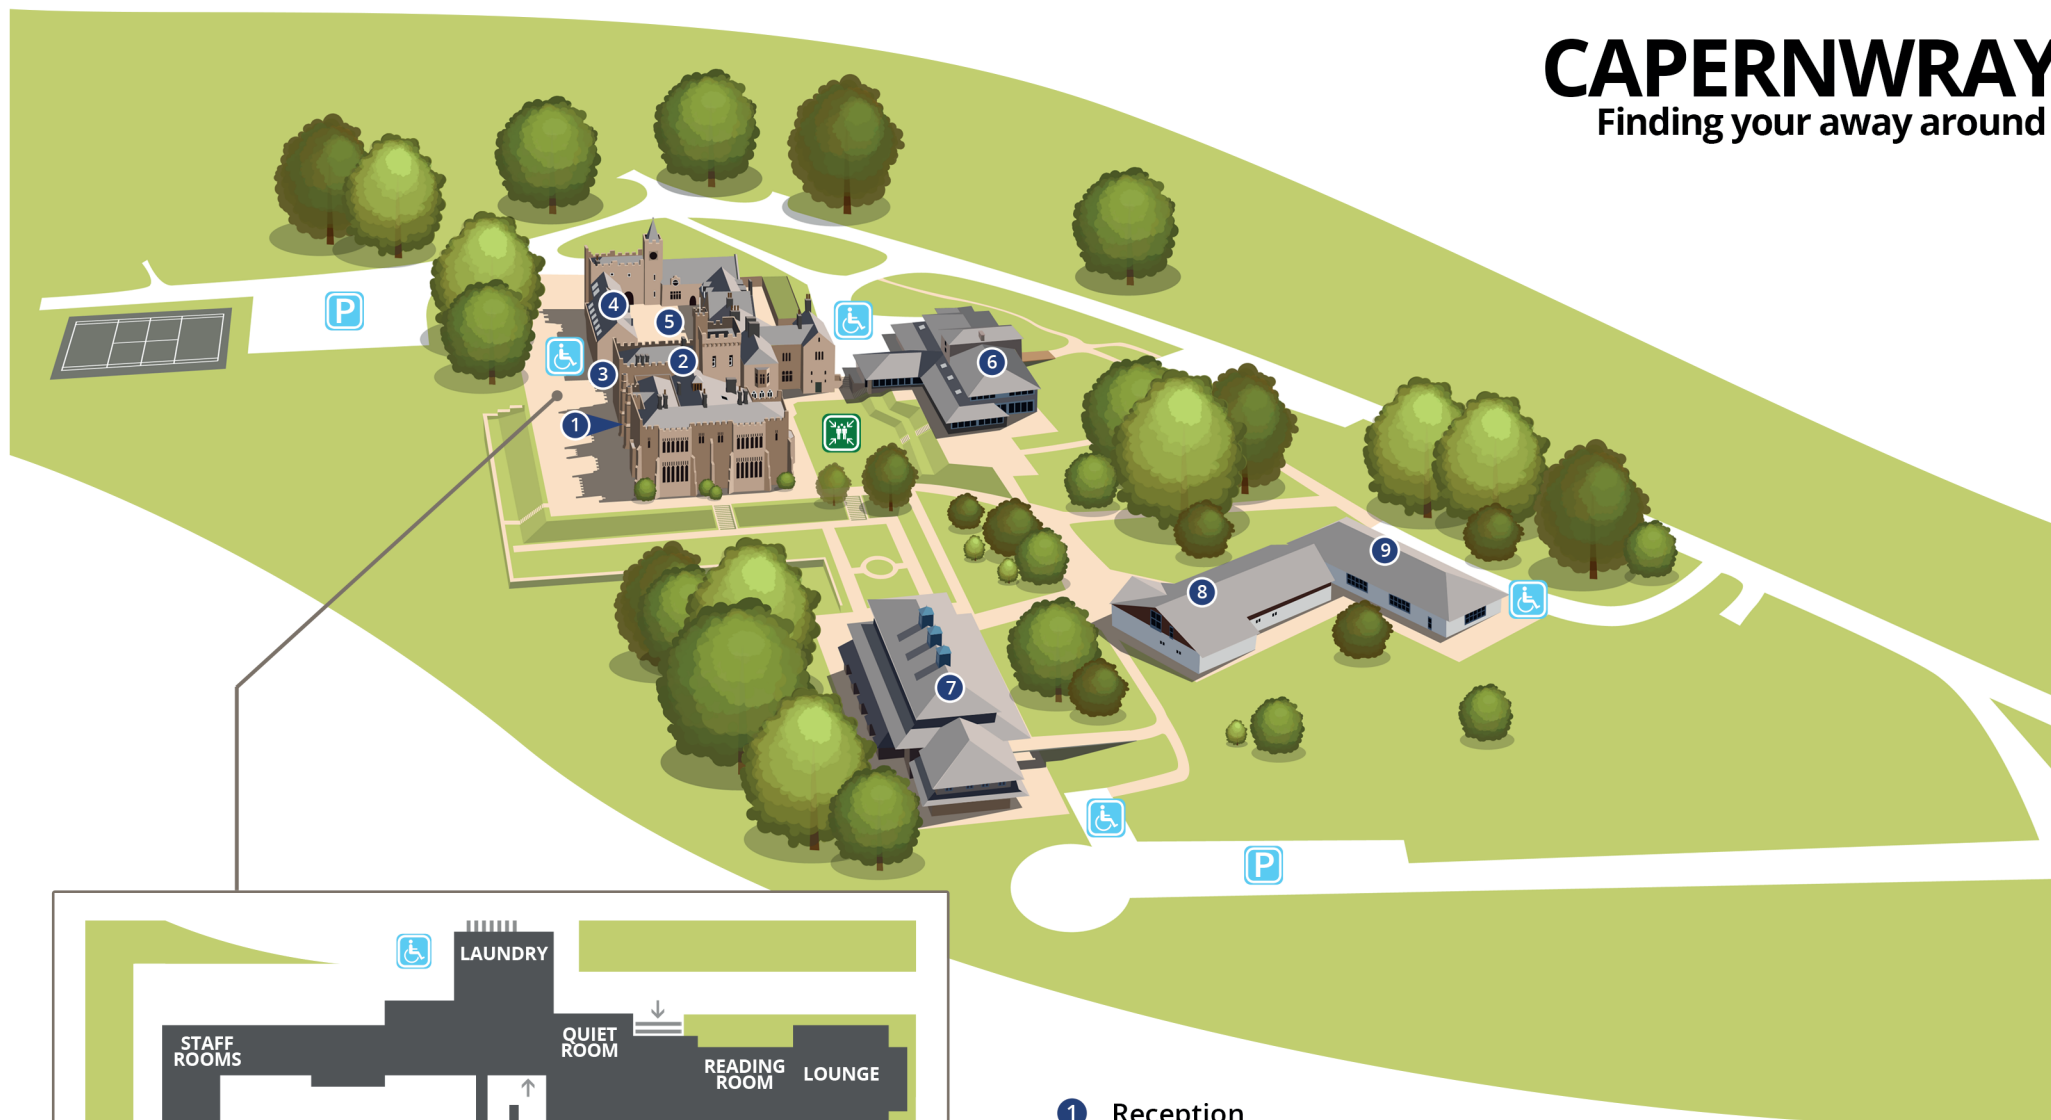 CAPERNWRAY
Finding your away around
P
4
5
2
3
1
6
8
9
7
P
LAUNDRY
STAFF
ROOMS
QUIET
ROOM
READING
ROOM
LOUNGE
1 Reception